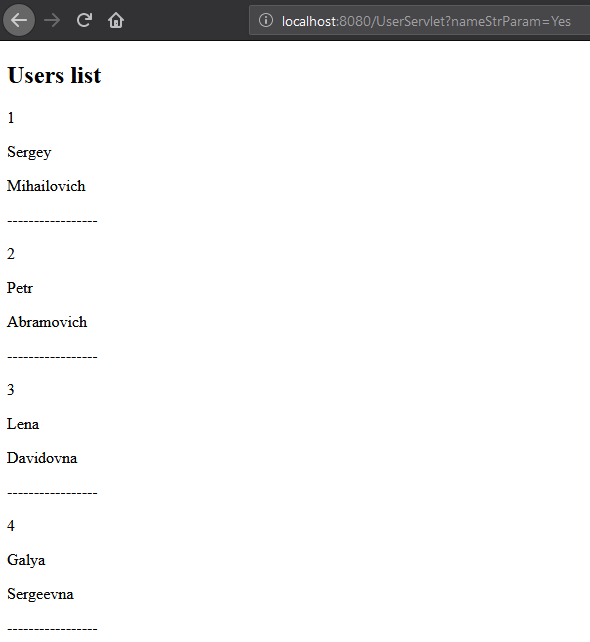 localhost:8080/UserServlet?nameStrParam=Yes
Users list
1
Sergey
Mihailovich
-----------------
2
Petr
Abramovich
-----------------
3
Lena
Davidovna
-----------------
4
Galya
Sergeevna
-----------------